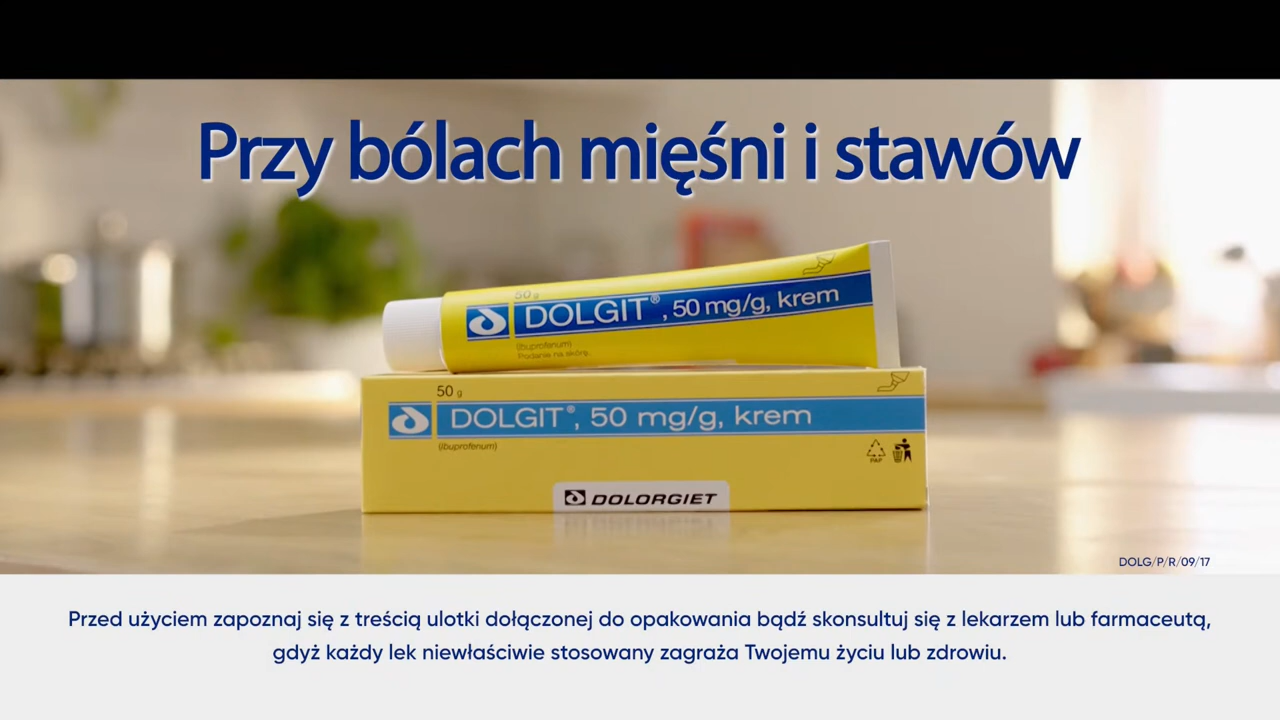 Przy bólach mięśni i stawów
50 g
DOLGIT®, 50 mg/g, krem
(Ibuprofenum)
Podanie na skórę
50 g
DOLGIT®, 50 mg/g, krem
(Ibuprofenum)
PAP
DOLORGIET
DOLG/P/R/09/17
Przed użyciem zapoznaj się z treścią ulotki dołączonej do opakowania bądź skonsultuj się z lekarzem lub farmaceutą,
gdyż każdy lek niewłaściwie stosowany zagraża Twojemu życiu lub zdrowiu.